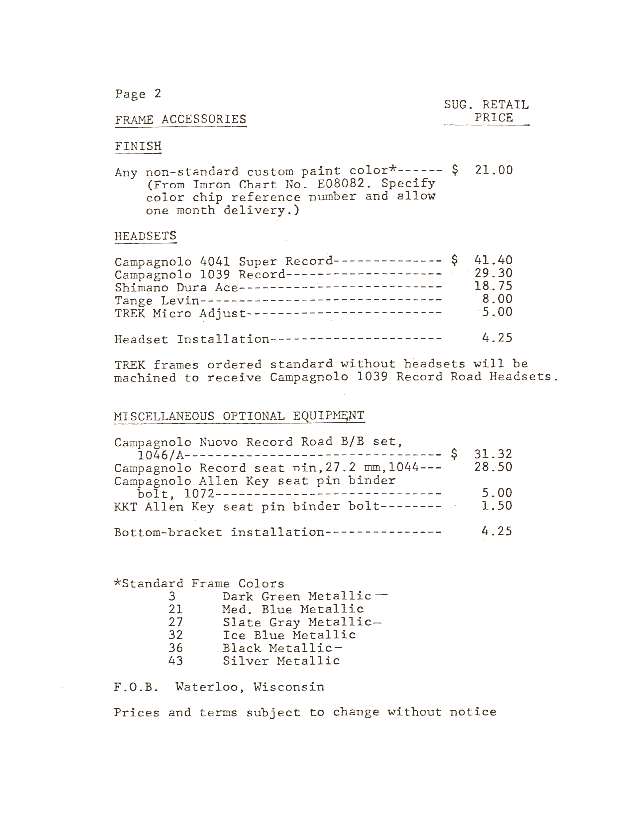 Page 2
SUG. RETAIL
FRAME ACCESSORIES PRICE
FINISH
Any non-standard custom paint color*------ $ 21.00
(From Imron Chart No. E08082. Specify
color chip reference number and allow
one month delivery.)
HEADSETS
Campagnolo 4041 Super Record-------------- $ 41.40
Campagnolo 1039 Record-------------------- 29.30
Shimano Dura Ace-------------------------- 18.75
Tange Levin------------------------------- 8.00
TREK Micro Adjust------------------------- 5.00
Headset Installation---------------------- 4.25
TREK frames ordered standard without headsets will be
machined to receive Campagnolo 1039 Record Road Headsets.
MISCELLANEOUS OPTIONAL EQUIPMENT
Campagnolo Nuovo Record Road B/B set,
1046/A--------------------------------- $ 31.32
Campagnolo Record seat pin,27.2 mm,1044--- 28.50
Campagnolo Allen Key seat pin binder
bolt, 1072----------------------------- 5.00
KKT Allen Key seat pin binder bolt-------- 1.50
Bottom-bracket installation--------------- 4.25
*Standard Frame Colors
3 Dark Green Metallic—
21 Med. Blue Metallic
27 Slate Gray Metallic—
32 Ice Blue Metallic
36 Black Metallic—
43 Silver Metallic
F.O.B. Waterloo, Wisconsin
Prices and terms subject to change without notice